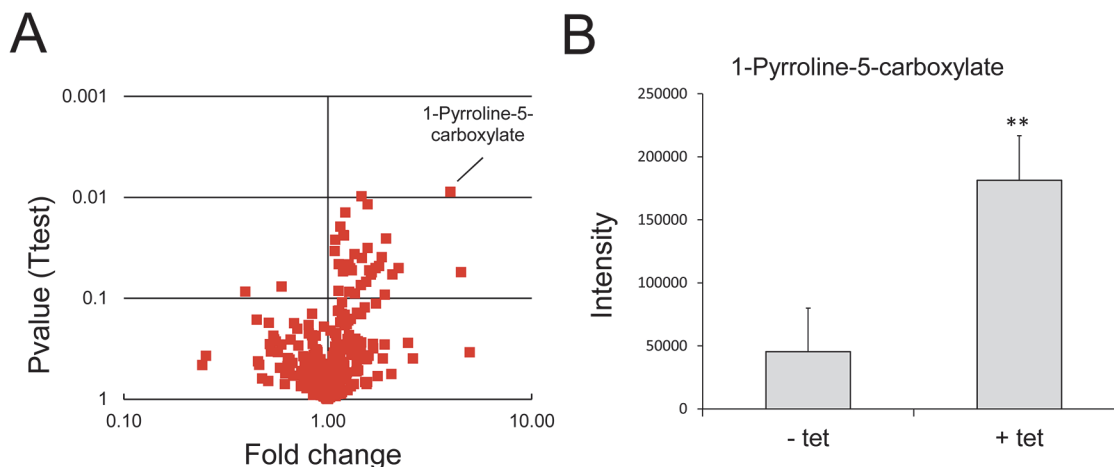 A
0.001
0.01
0.1
1
0.10
1.00
10.00
Pvalue (Ttest)
Fold change
1-Pyrroline-5-
carboxylate
B
1-Pyrroline-5-carboxylate
250000
200000
150000
100000
50000
0
Intensity
**
- tet
+ tet